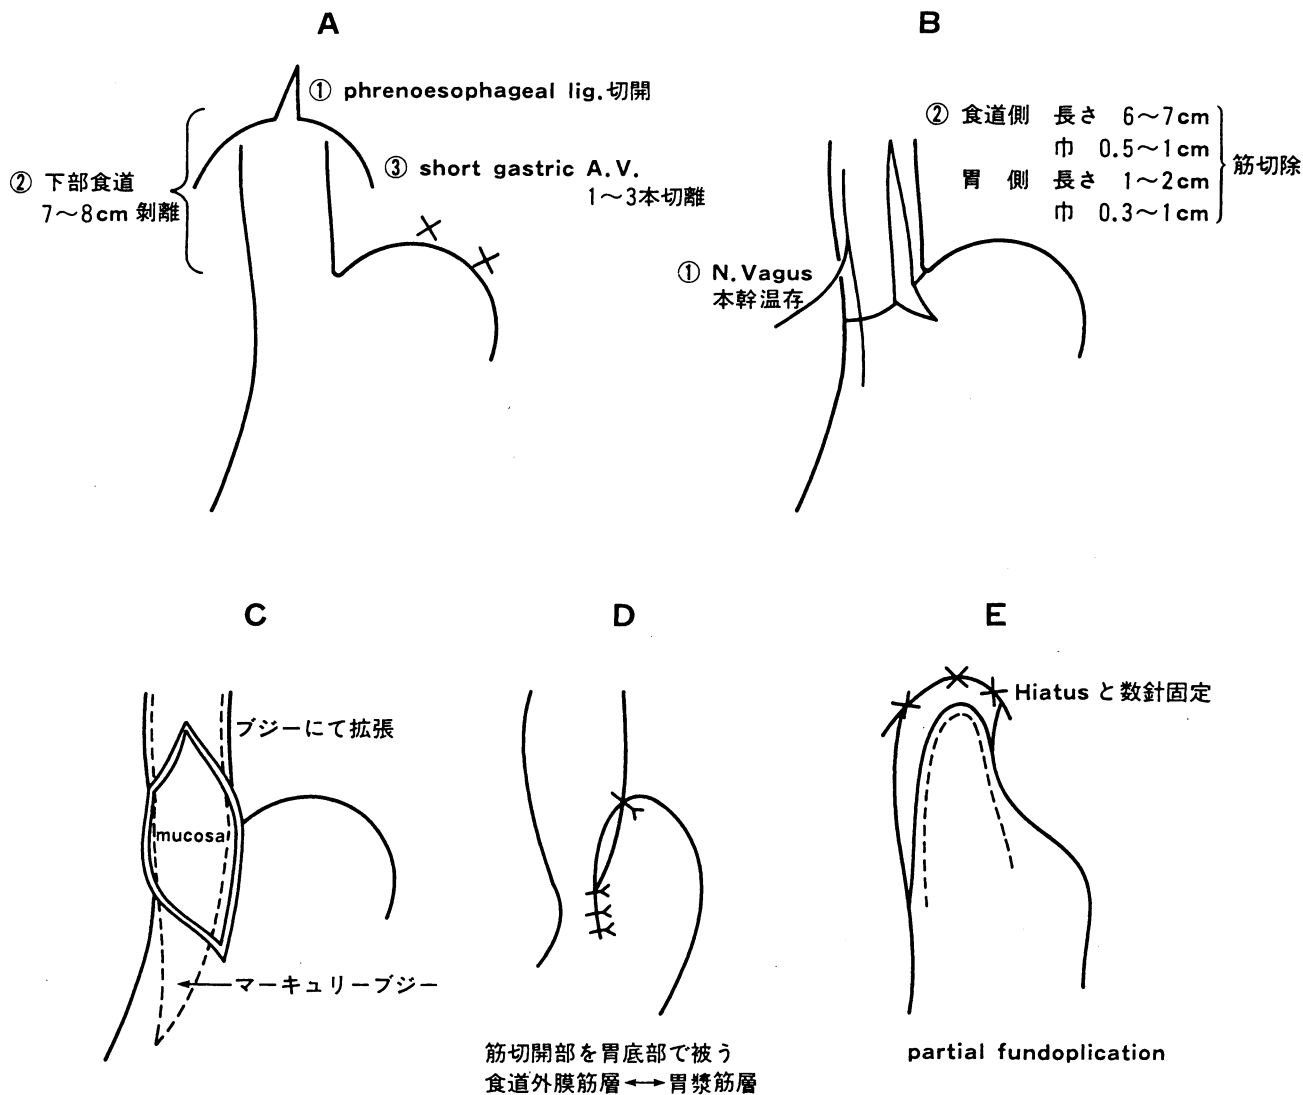 A
① phrenoesophageal lig.切開
② 下部食道
7〜8cm 剝離
③ short gastric A.V.
1〜3本切離
B
② 食道側 長さ 6〜7cm
巾 0.5〜1cm
胃 側 長さ 1〜2cm
巾 0.3〜1cm
筋切除
① N.Vagus
本幹温存
C
ブジーにて拡張
mucosa
マーキュリーブジー
D
筋切開部を胃底部で被う
食道外膜筋層↔胃漿筋層
E
Hiatus と数針固定
partial fundoplication